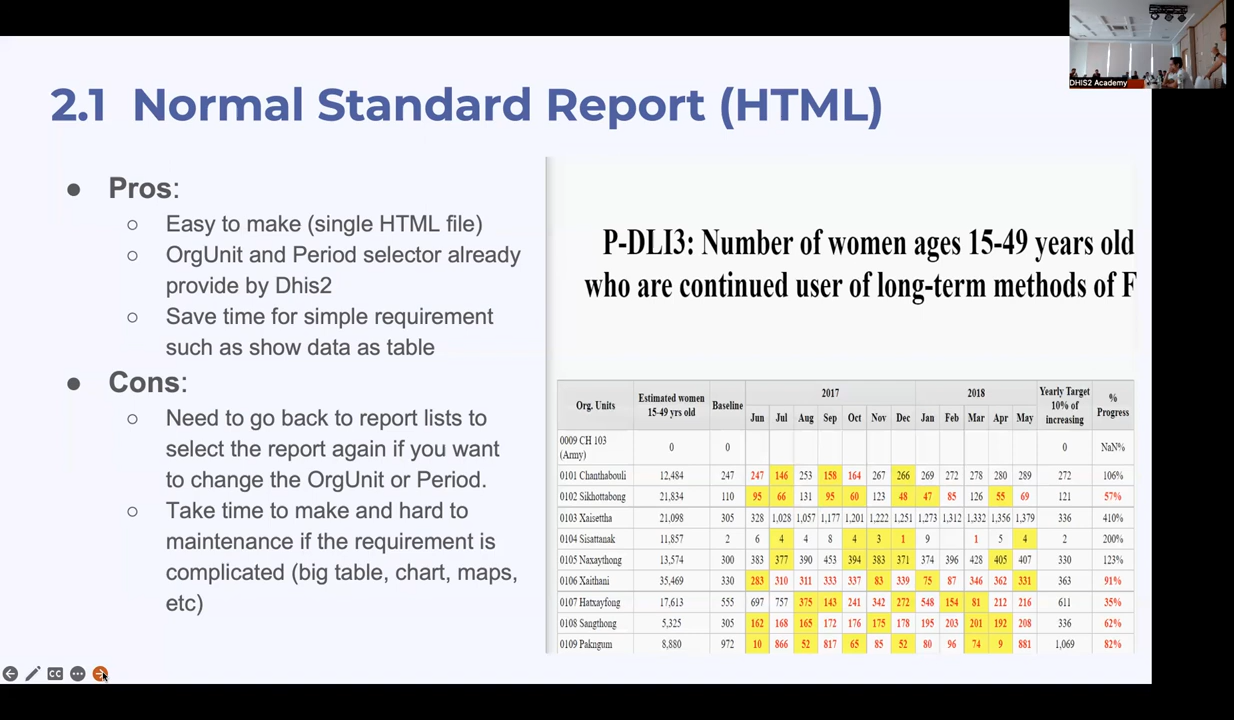 DHIS2 Academy
2.1 Normal Standard Report (HTML)
● Pros:
○ Easy to make (single HTML file)
○ OrgUnit and Period selector already
provide by Dhis2
○ Save time for simple requirement
such as show data as table
● Cons:
○ Need to go back to report lists to
select the report again if you want
to change the OrgUnit or Period.
○ Take time to make and hard to
maintenance if the requirement is
complicated (big table, chart, maps,
etc)
P-DLI3: Number of women ages 15-49 years old
who are continued user of long-term methods of F
Org. Units Estimated women 15-49 yrs old Baseline 2017 2018 Yearly Target 10% of increasing % Progress
Jun Jul Aug Sep Oct Nov Dec Jan Feb Mar Apr May
0009 CH 103 (Army) 0 0 0 NaN%
0101 Chanthabouli 12,484 247 247 146 253 158 164 267 266 269 272 278 280 289 272 106%
0102 Sikhottabong 21,834 110 95 66 131 95 60 123 48 47 85 126 55 69 121 57%
0103 Xaisettha 21,098 305 328 1,028 1,057 1,177 1,201 1,222 1,251 1,273 1,312 1,332 1,356 1,379 336 410%
0104 Sisattanak 11,857 2 6 4 4 8 4 3 1 9 1 5 4 2 200%
0105 Naxaythong 13,574 300 383 377 390 453 394 383 371 374 396 428 405 407 330 123%
0106 Xaithani 35,469 330 283 310 311 333 337 83 339 75 87 346 362 331 363 91%
0107 Hatxayfong 17,613 555 697 757 375 143 241 342 272 548 154 81 212 216 611 35%
0108 Sangthong 5,325 305 162 168 165 172 176 175 178 195 203 201 192 208 336 62%
0109 Pakngum 8,880 972 10 866 52 817 65 85 52 80 96 74 9 881 1,069 82%
CC